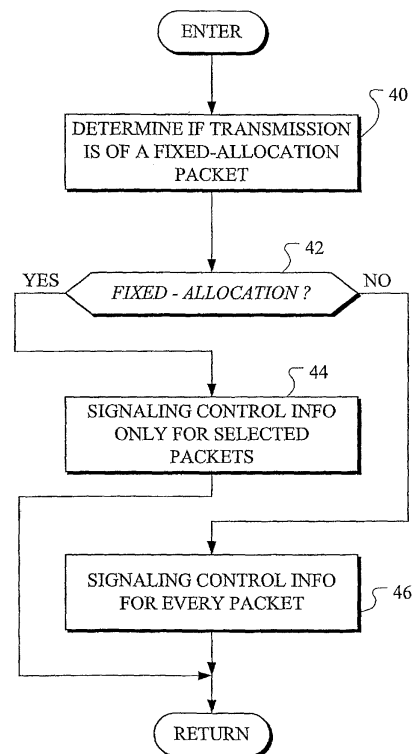 ENTER
40
DETERMINE IF TRANSMISSION
IS OF A FIXED-ALLOCATION
PACKET
42
YES
FIXED - ALLOCATION ?
NO
44
SIGNALING CONTROL INFO
ONLY FOR SELECTED
PACKETS
SIGNALING CONTROL INFO
FOR EVERY PACKET
46
RETURN